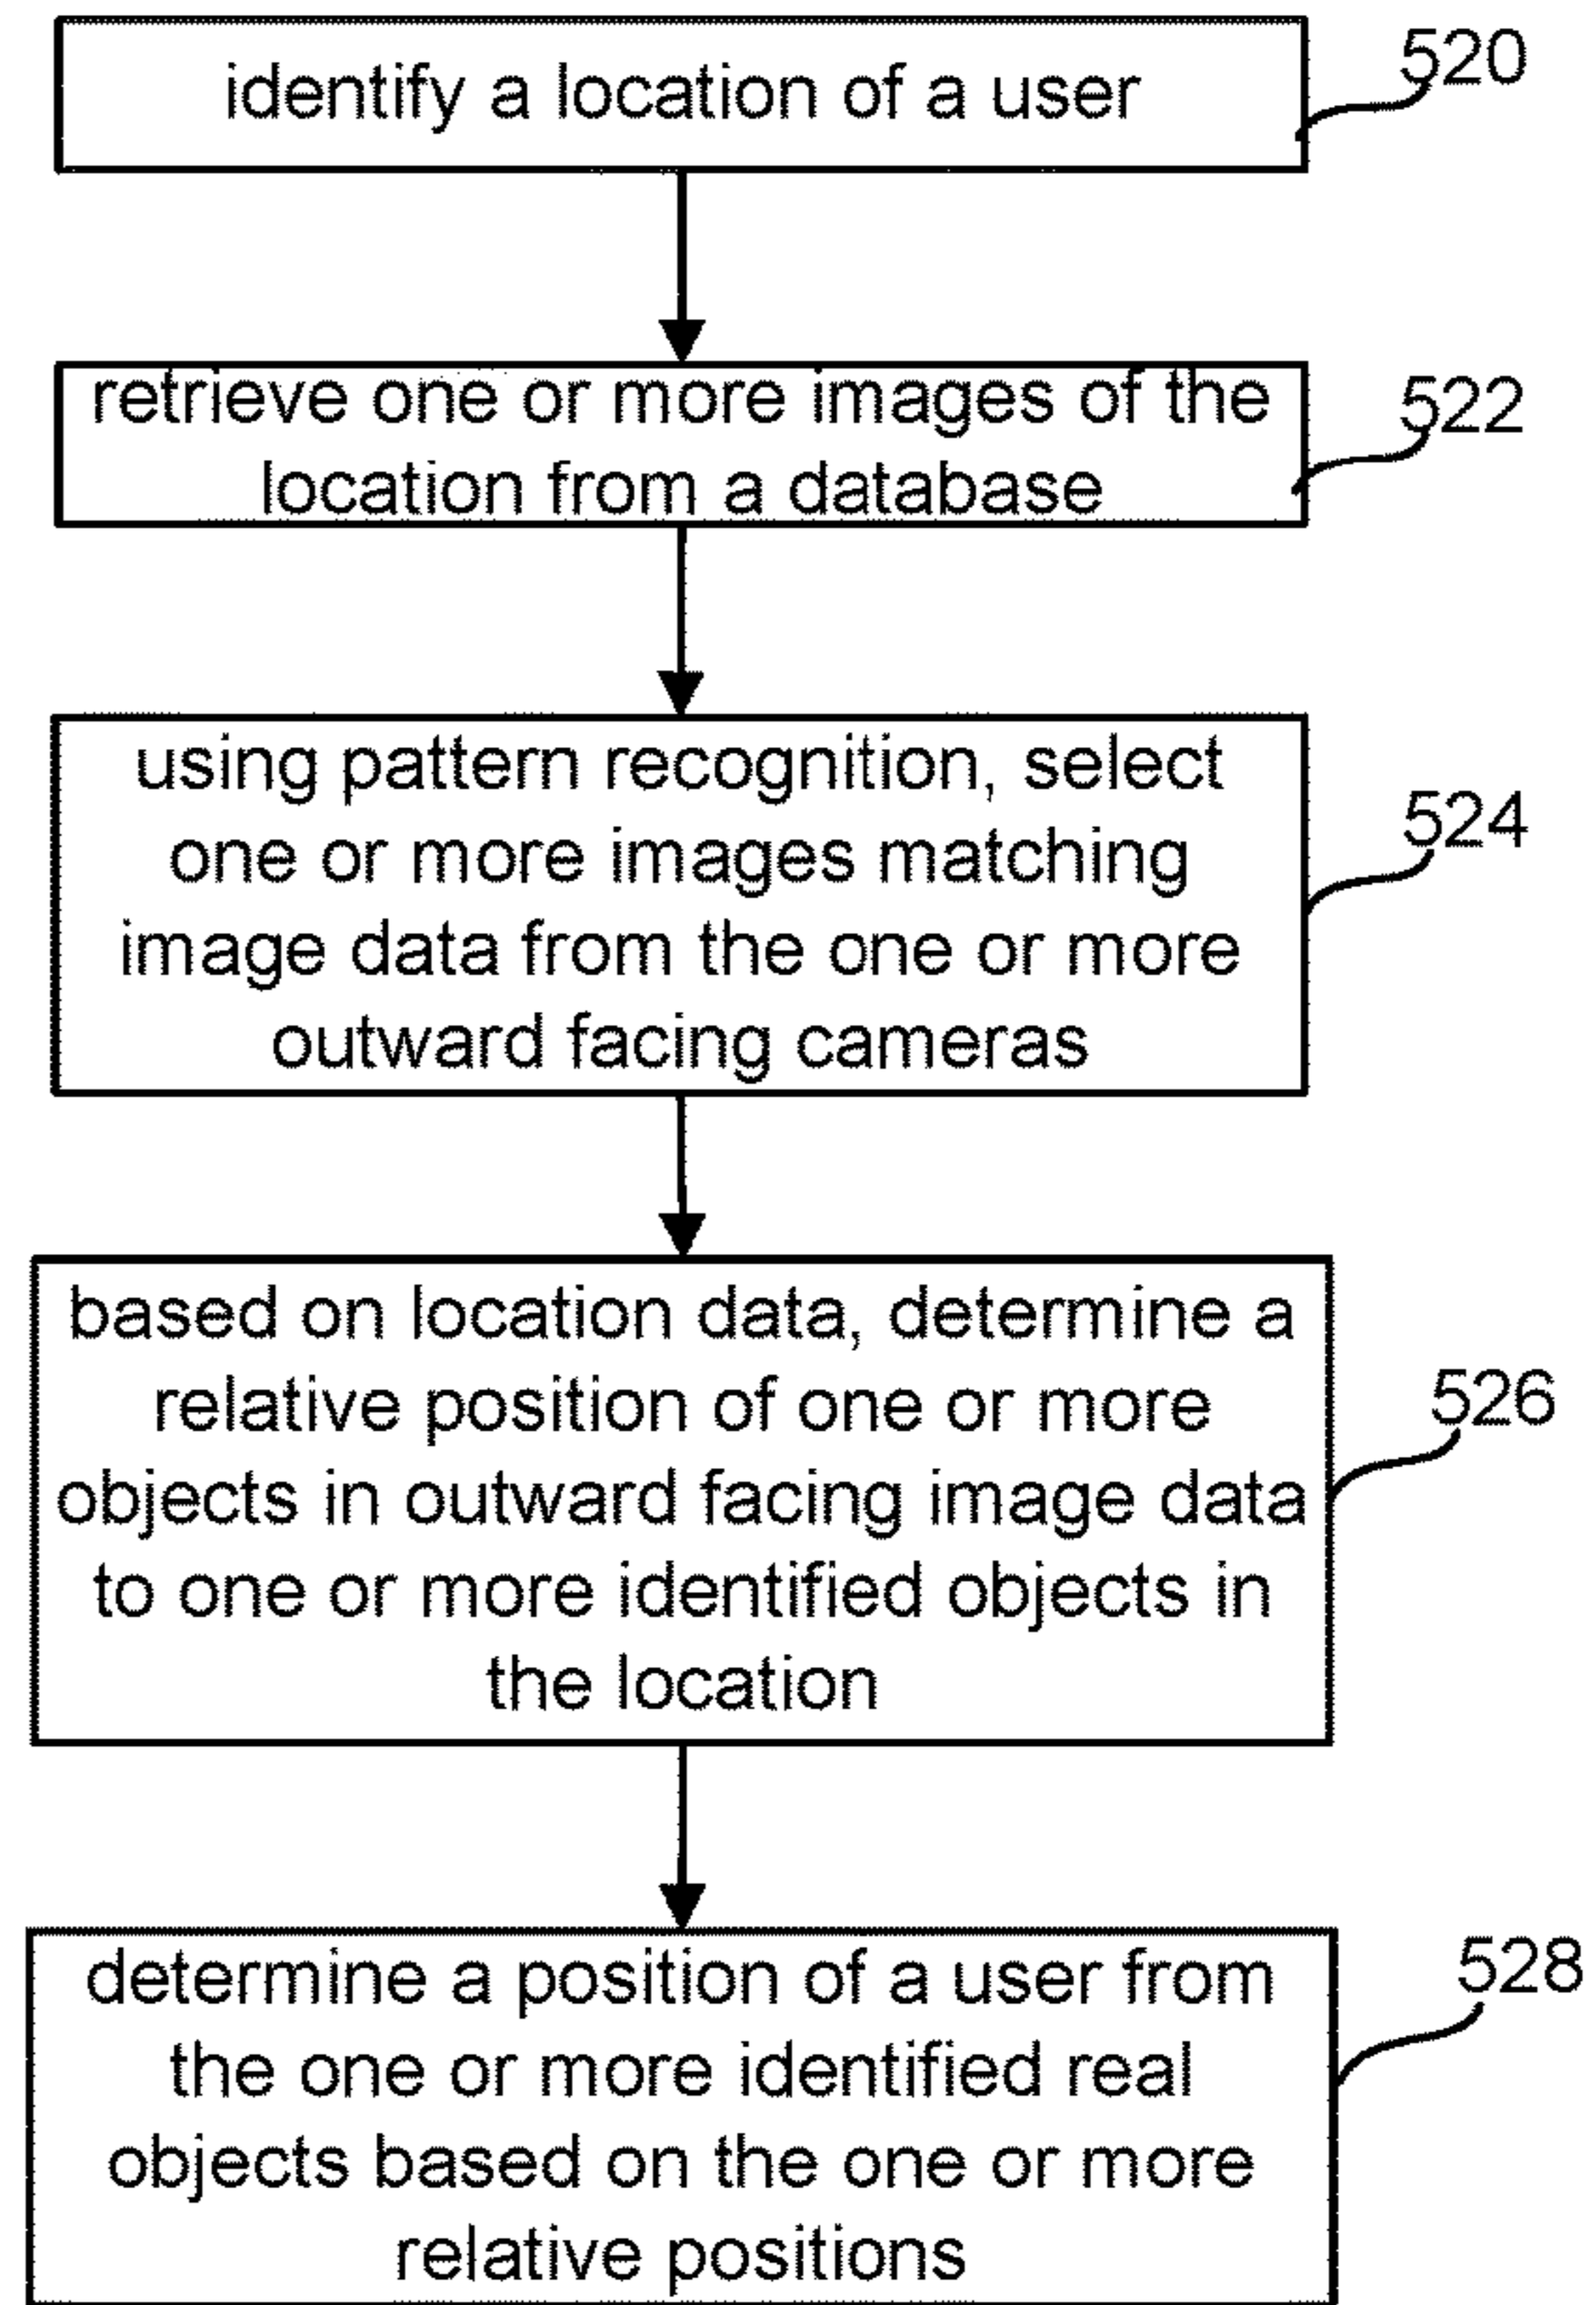 identify a location of a user
520
retrieve one or more images of the
location from a database
522
using pattern recognition, select
one or more images matching
image data from the one or more
outward facing cameras
524
based on location data, determine a
relative position of one or more
objects in outward facing image data
to one or more identified objects in
the location
526
determine a position of a user from
the one or more identified real
objects based on the one or more
relative positions
528